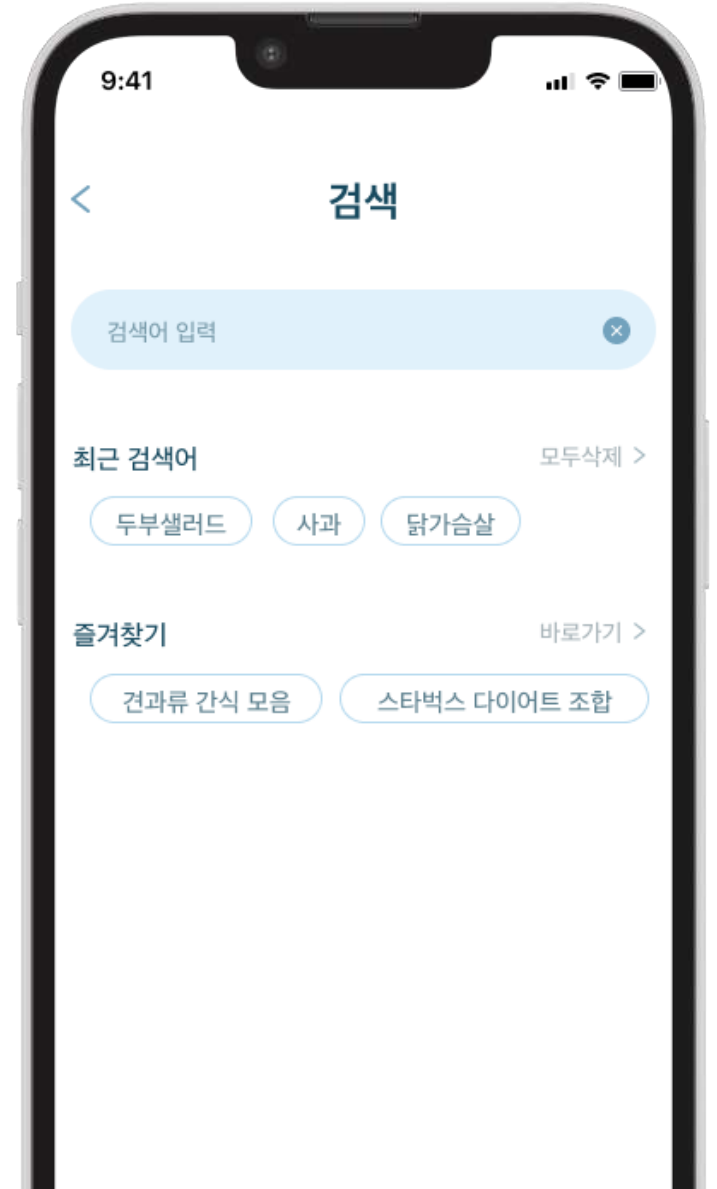 9:41
검색
검색어 입력
최근 검색어
모두삭제 >
두부샐러드
사과
닭가슴살
즐겨찾기
바로가기 >
견과류 간식 모음
스타벅스 다이어트 조합